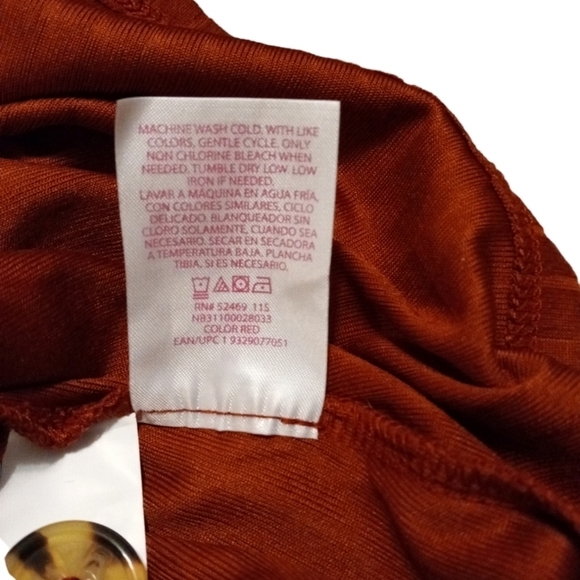 MACHINE WASH COLD, WITH LIKE
COLORS, GENTLE CYCLE, ONLY
NON CHLORINE BLEACH WHEN
NEEDED, TUMBLE DRY LOW. LOW
IRON IF NEEDED.
LAVAR A MÁQUINA EN AGUA FRÍA,
CON COLORES SIMILARES, CICLO
DELICADO. BLANQUEADOR SIN
CLORO SOLAMENTE, CUANDO SEA
NECESARIO. SECAR EN SECADORA
A TEMPERATURA BAJA, PLANCHA
TIBIA, SI ES NECESARIO.
RN# 52469 115
NB31100028033
COLOR RED
EAN/UPC 1 9329077051